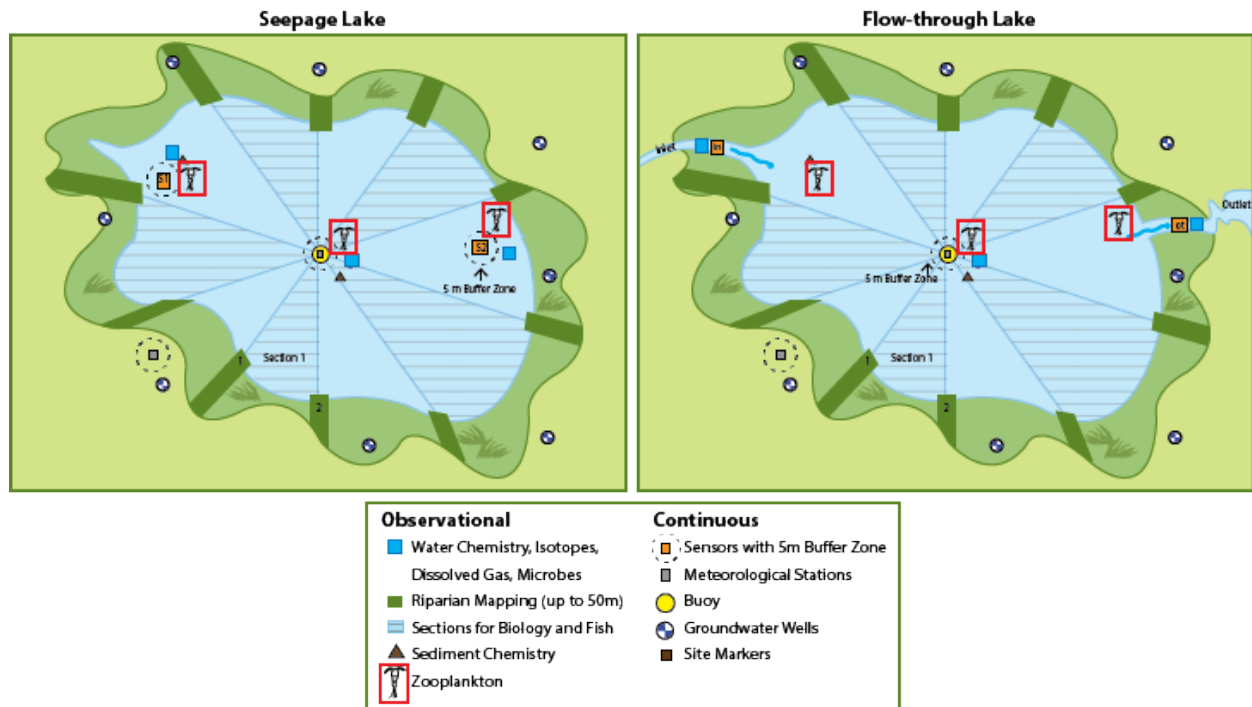 Seepage Lake
S1
S2
5 m Buffer Zone
1
Section 1
2
Flow-through Lake
Inlet
in
Outlet
ot
5 m Buffer Zone
1
Section 1
2
Observational
Water Chemistry, Isotopes,
Dissolved Gas, Microbes
Riparian Mapping (up to 50m)
Sections for Biology and Fish
Sediment Chemistry
Zooplankton
Continuous
Sensors with 5m Buffer Zone
Meteorological Stations
Buoy
Groundwater Wells
Site Markers